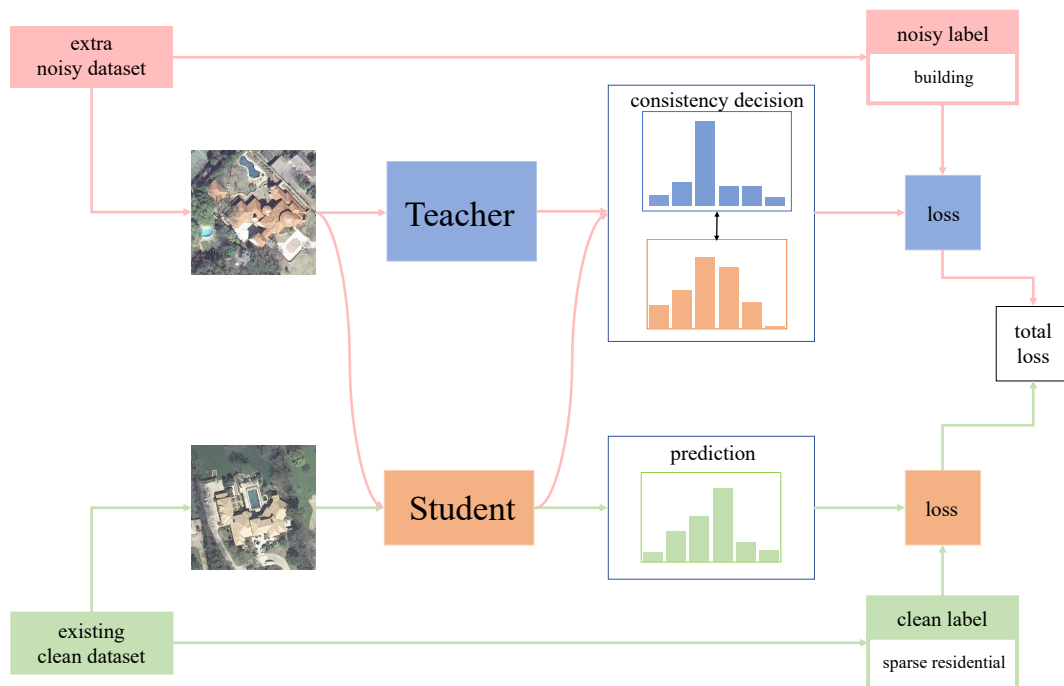 extra
noisy dataset
noisy label
building
consistency decision
Teacher
loss
total
loss
prediction
Student
loss
existing
clean dataset
clean label
sparse residential